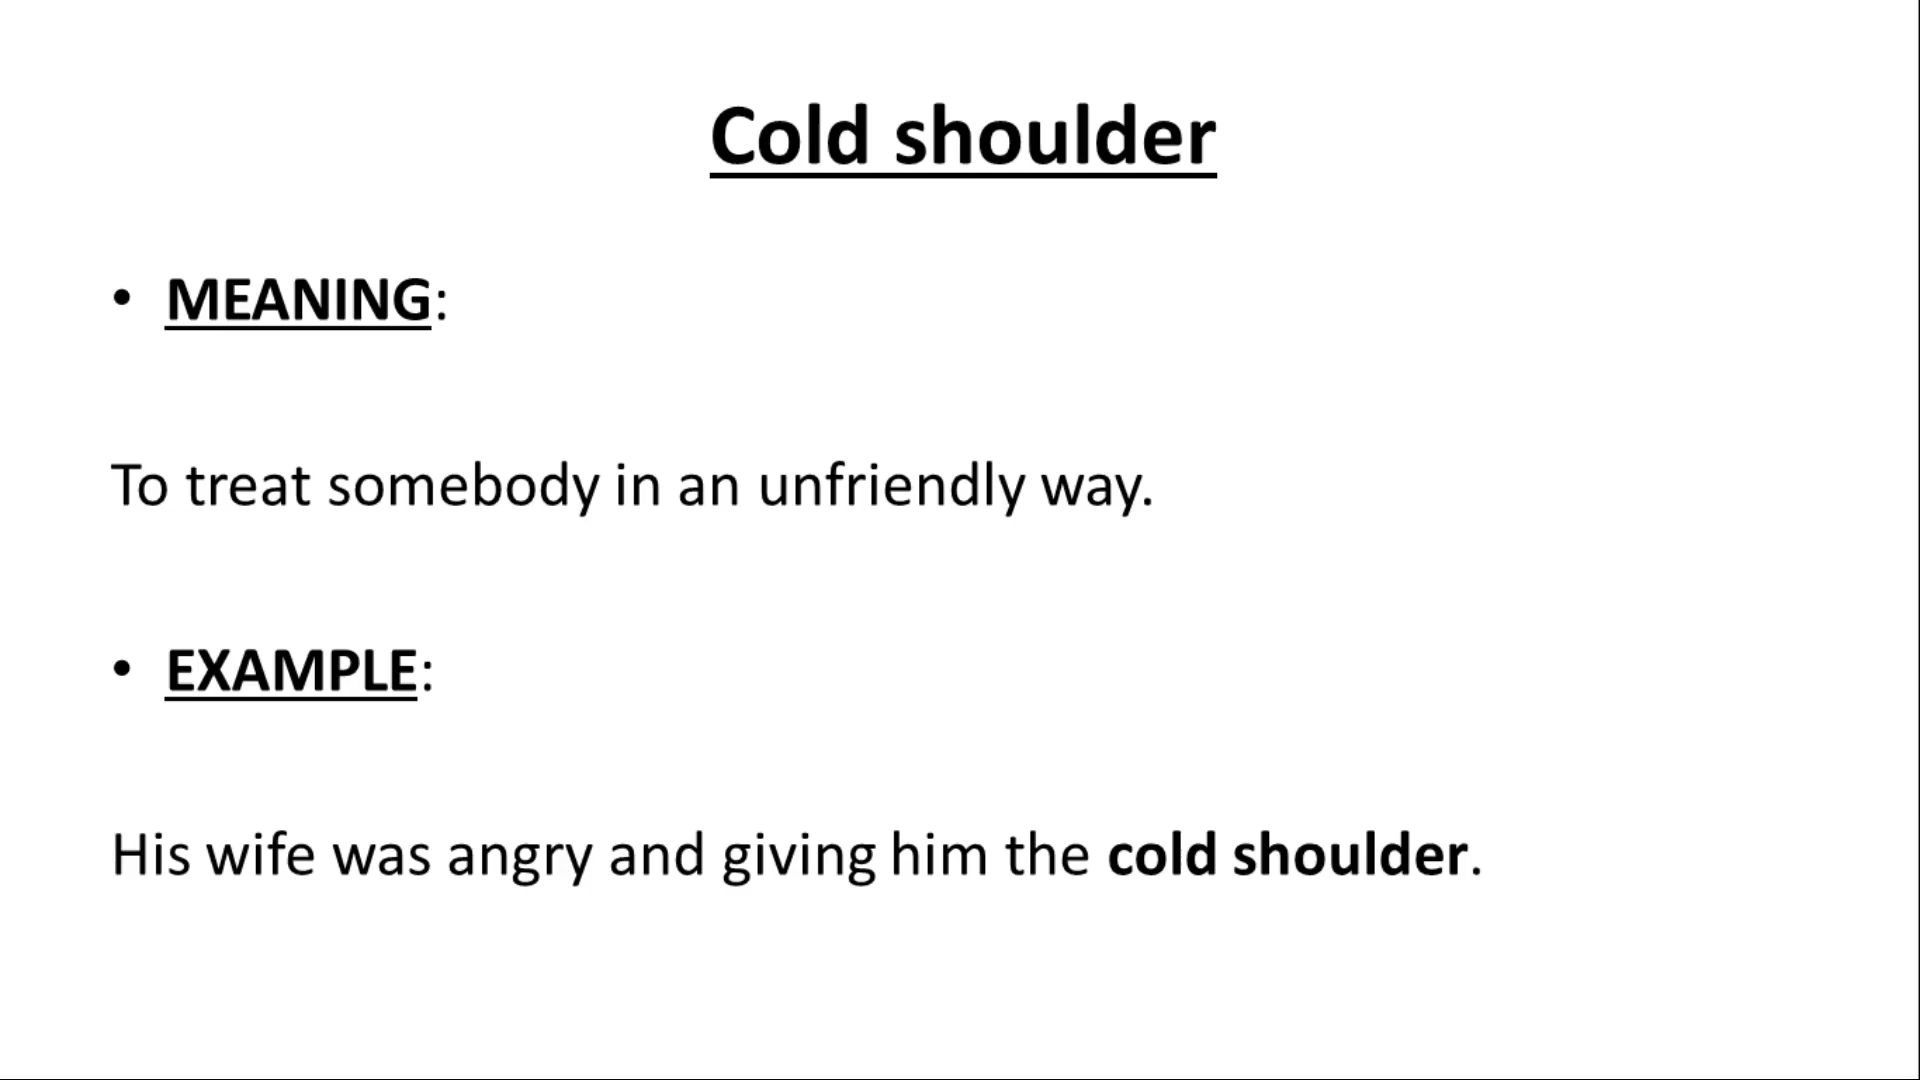 Cold shoulder
• MEANING:
To treat somebody in an unfriendly way.
• EXAMPLE:
His wife was angry and giving him the cold shoulder.